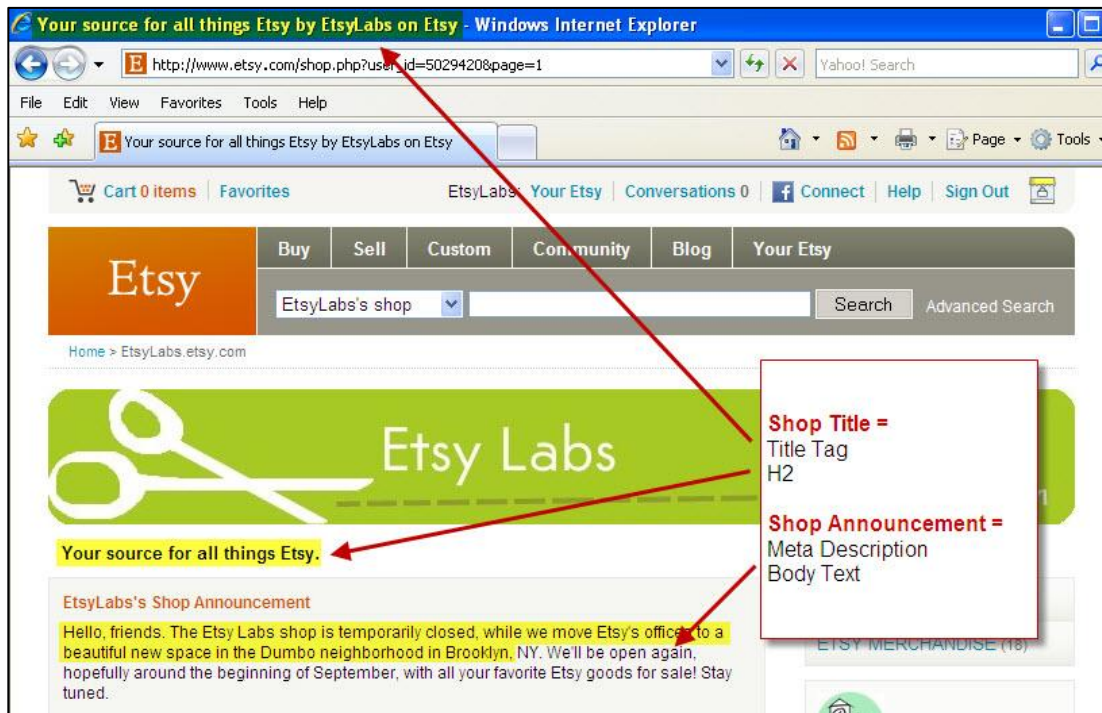 Your source for all things Etsy by EtsyLabs on Etsy - Windows Internet Explorer
http://www.etsy.com/shop.php?user_id=5029420&page=1
Yahoo! Search
File Edit View Favorites Tools Help
Your source for all things Etsy by EtsyLabs on Etsy
Page Tools
Cart 0 items Favorites EtsyLabs: Your Etsy Conversations 0 Connect Help Sign Out
Etsy
Buy Sell Custom Community Blog Your Etsy
EtsyLabs's shop Search Advanced Search
Home > EtsyLabs.etsy.com
Etsy Labs
Shop Title =
Title Tag
H2
Shop Announcement =
Meta Description
Body Text
Your source for all things Etsy.
EtsyLabs's Shop Announcement
Hello, friends. The Etsy Labs shop is temporarily closed, while we move Etsy's offices to a
beautiful new space in the Dumbo neighborhood in Brooklyn, NY. We'll be open again,
hopefully around the beginning of September, with all your favorite Etsy goods for sale! Stay
tuned.
ETSY MERCHANDISE (18)